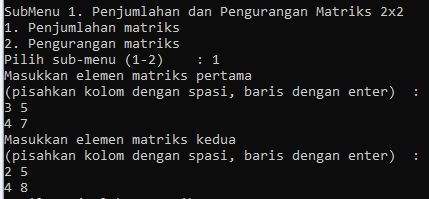 SubMenu 1. Penjumlahan dan Pengurangan Matriks 2x2
1. Penjumlahan matriks
2. Pengurangan matriks
Pilih sub-menu (1-2)    : 1
Masukkan elemen matriks pertama
(pisahkan kolom dengan spasi, baris dengan enter)  :
3 5
4 7
Masukkan elemen matriks kedua
(pisahkan kolom dengan spasi, baris dengan enter)  :
2 5
4 8